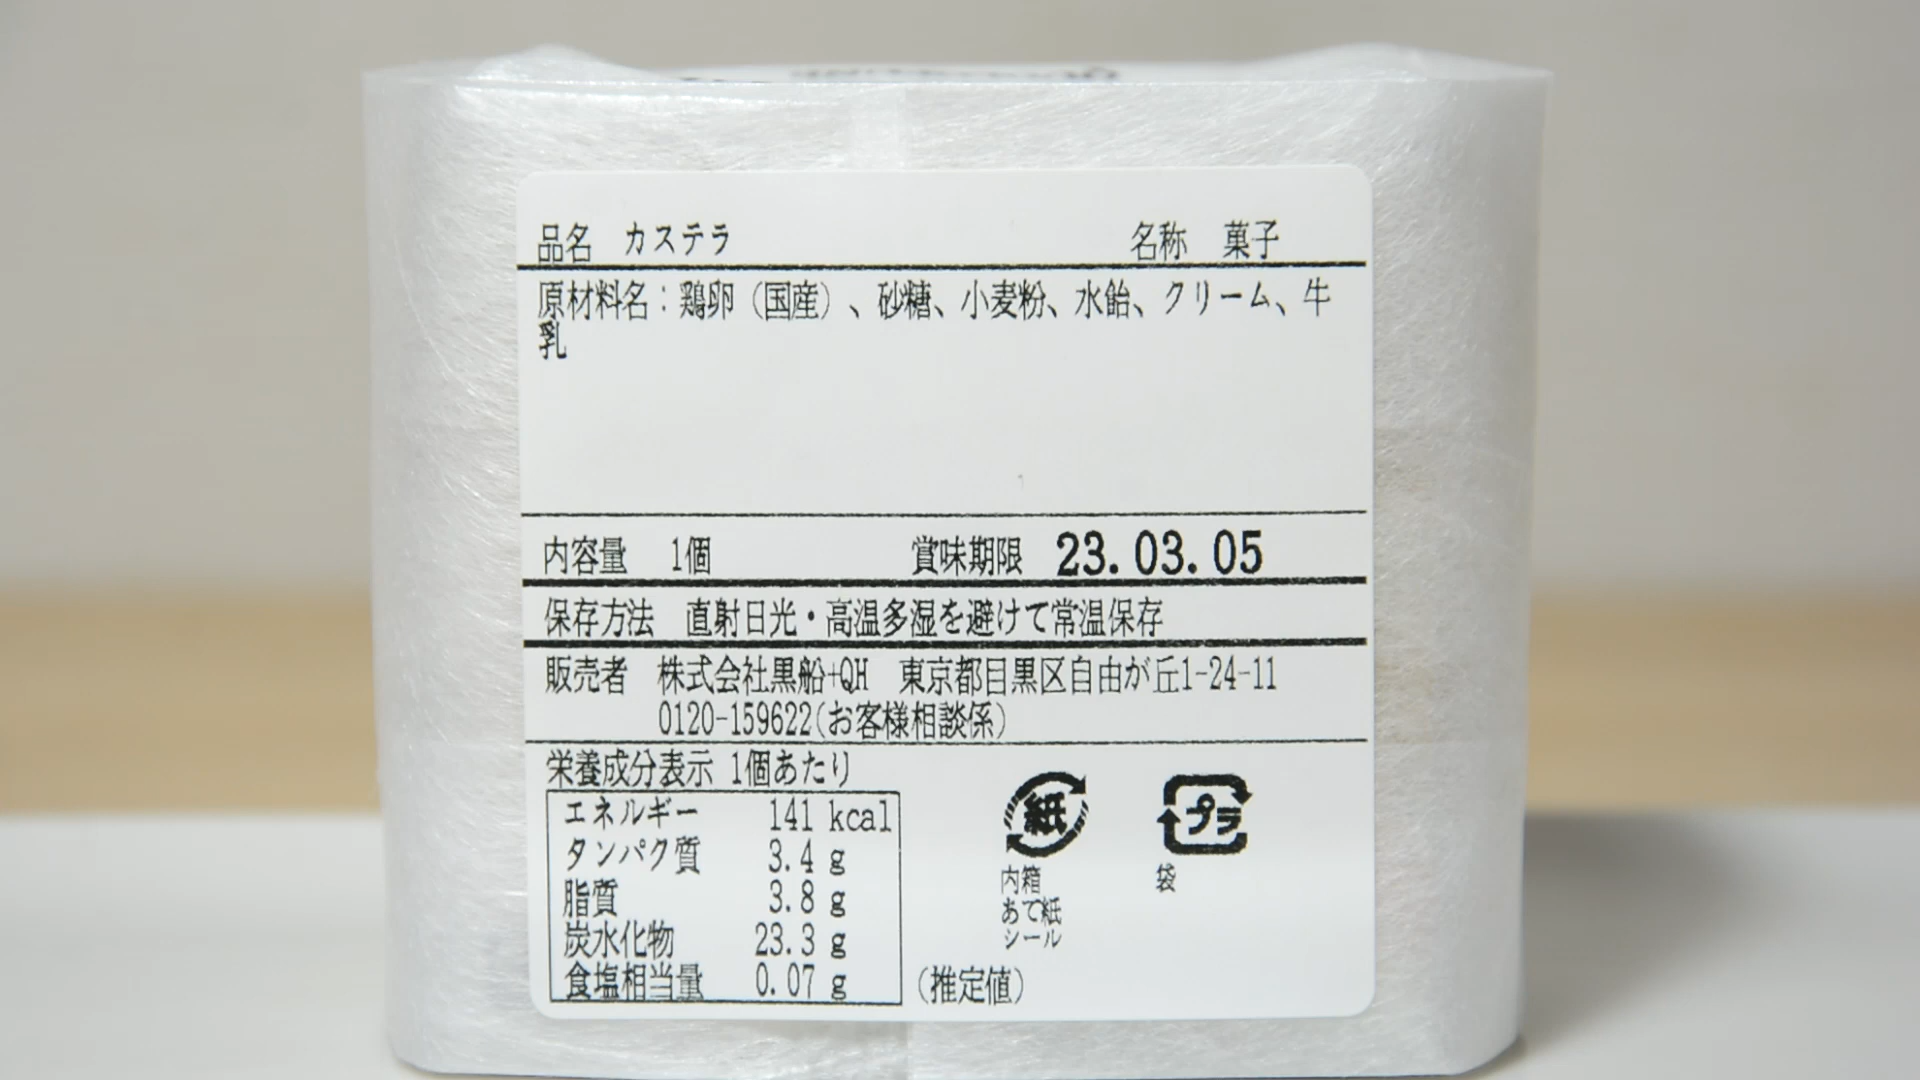 品名 カステラ 名称 菓子
原材料名：鶏卵（国産）、砂糖、小麦粉、水飴、クリーム、牛
乳
内容量 1個 賞味期限 23.03.05
保存方法 直射日光・高温多湿を避けて常温保存
販売者 株式会社黒船+QH 東京都目黒区自由が丘1-24-11
0120-159622(お客様相談係)
栄養成分表示 1個あたり
エネルギー 141 kcal
タンパク質 3.4 g
脂質 3.8 g
炭水化物 23.3 g
食塩相当量 0.07 g (推定値)
紙
内箱
あて紙
シール
プラ
袋